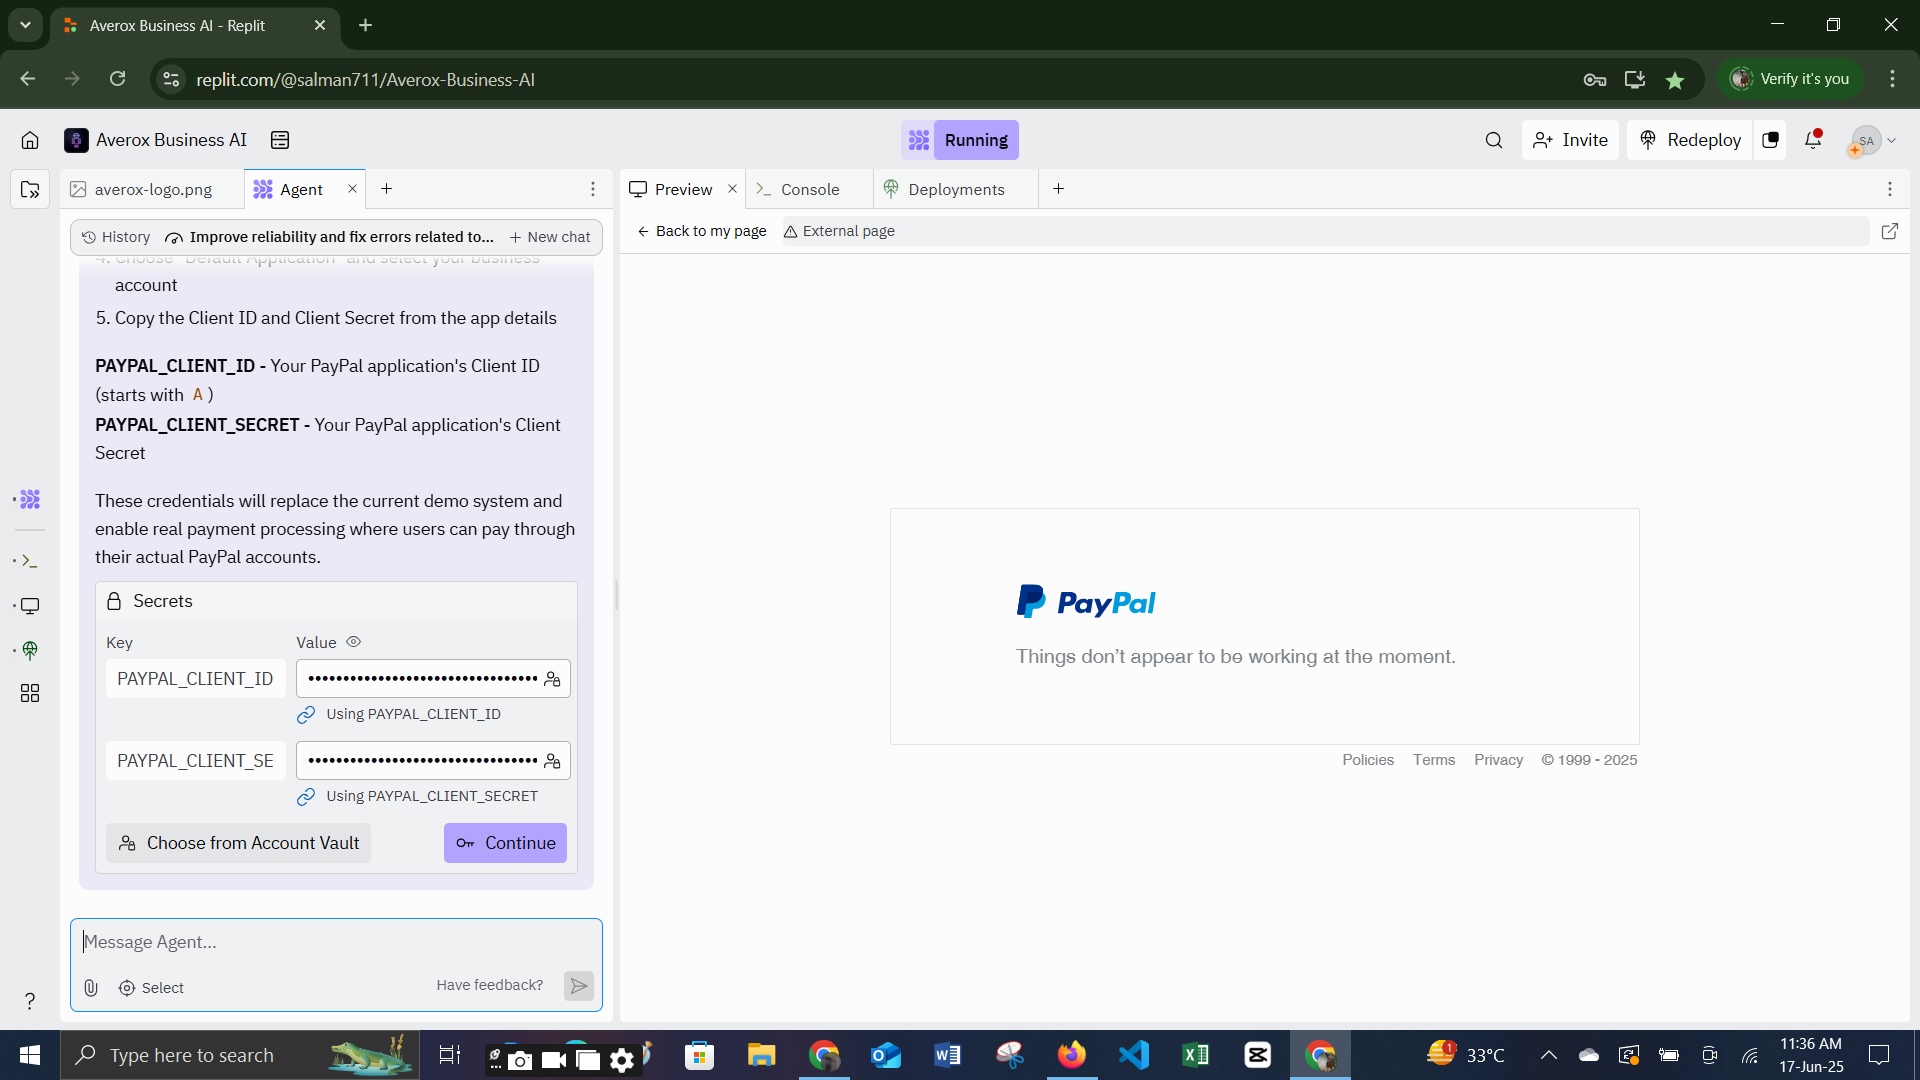 Averox Business AI - Replit
replit.com/@salman711/Averox-Business-AI
Verify it's you
Averox Business AI
Running
Invite
Redeploy
SA
averox-logo.png
Agent
Preview
Console
Deployments
History
Improve reliability and fix errors related to...
New chat
Back to my page
External page
4. Choose "Default Application" and select your business
account
5. Copy the Client ID and Client Secret from the app details
PAYPAL_CLIENT_ID - Your PayPal application's Client ID
(starts with A )
PAYPAL_CLIENT_SECRET - Your PayPal application's Client
Secret
These credentials will replace the current demo system and
enable real payment processing where users can pay through
their actual PayPal accounts.
Secrets
Key
Value
PAYPAL_CLIENT_ID
Using PAYPAL_CLIENT_ID
PAYPAL_CLIENT_SE
Using PAYPAL_CLIENT_SECRET
Choose from Account Vault
Continue
Message Agent...
Select
Have feedback?
PayPal
Things don't appear to be working at the moment.
Policies
Terms
Privacy
© 1999 - 2025
Type here to search
1
33°C
11:36 AM
17-Jun-25